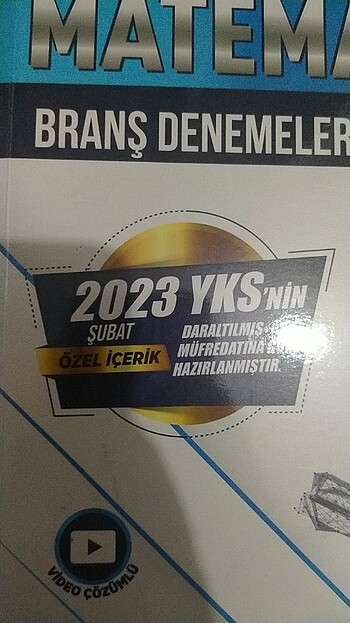 MATEMA
BRANŞ DENEMELER
2023 YKS'NİN
ŞUBAT
ÖZEL İÇERİK
DARALTILMIŞ
MÜFREDATINA
HAZIRLANMIŞTIR.
VİDEO ÇÖZÜMLÜ